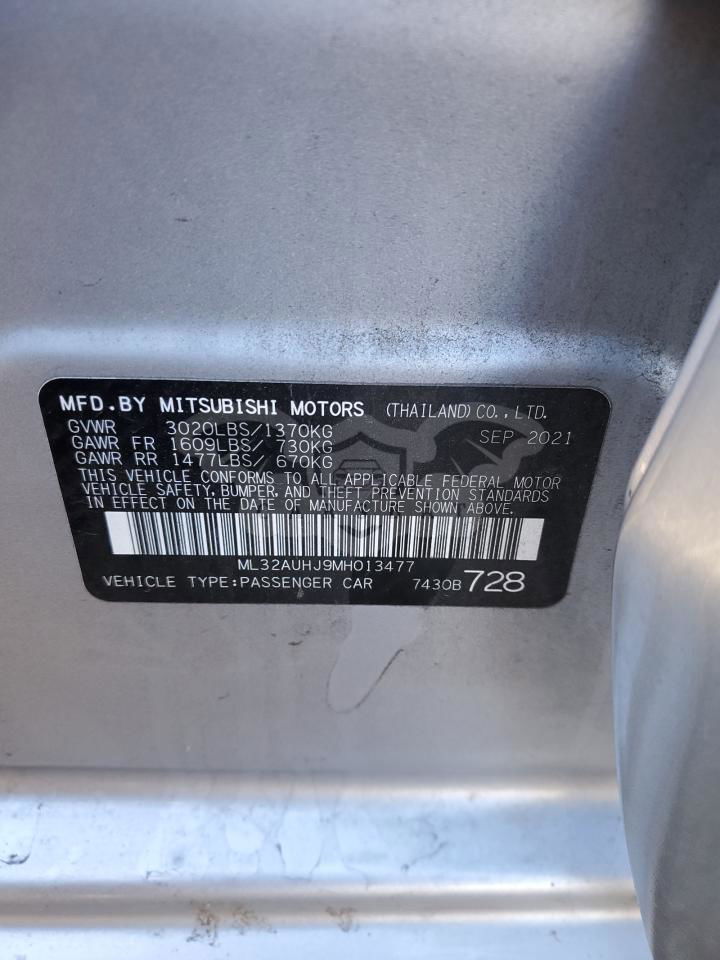 MFD.BY MITSUBISHI MOTORS (THAILAND)CO.,LTD.
GVWR 3020LBS/1370KG SEP 2021
GAWR FR 1609LBS/ 730KG
GAWR RR 1477LBS/ 670KG
THIS VEHICLE CONFORMS TO ALL APPLICABLE FEDERAL MOTOR
VEHICLE SAFETY, BUMPER, AND THEFT PREVENTION STANDARDS
IN EFFECT ON THE DATE OF MANUFACTURE SHOWN ABOVE.
ML32AUHJ9MH013477
VEHICLE TYPE:PASSENGER CAR 7430B 728